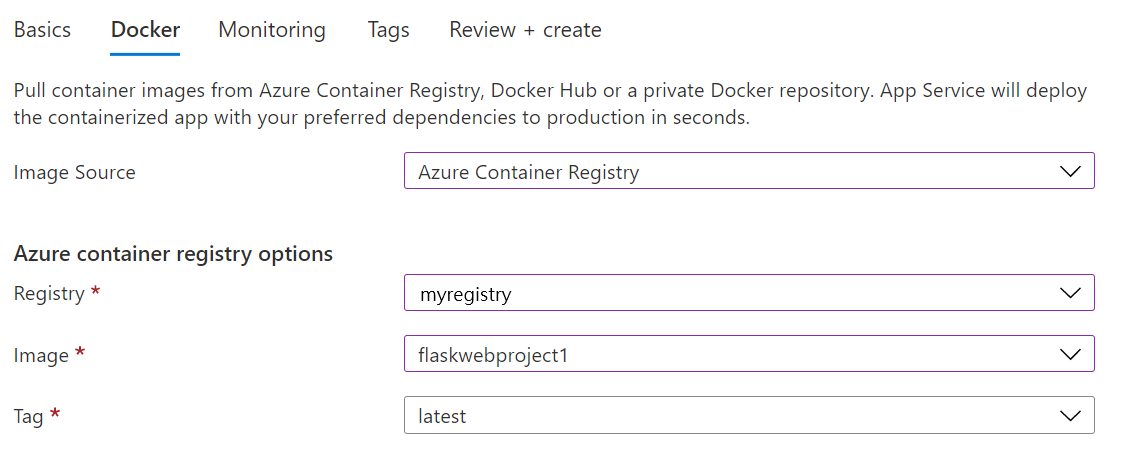 Basics Docker Monitoring Tags Review + create
Pull container images from Azure Container Registry, Docker Hub or a private Docker repository. App Service will deploy
the containerized app with your preferred dependencies to production in seconds.
Image Source Azure Container Registry
Azure container registry options
Registry * myregistry
Image * flaskwebproject1
Tag * latest